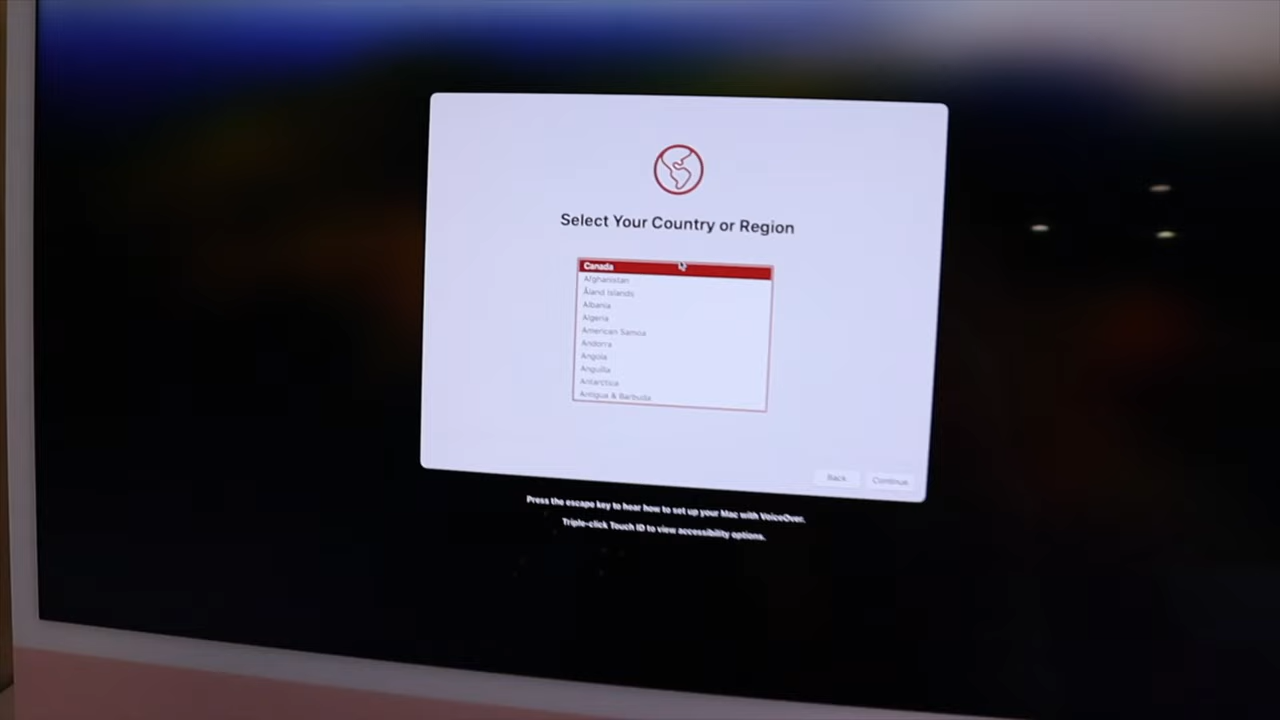 Select Your Country or Region
Canada
Afghanistan
Åland Islands
Albania
Algeria
American Samoa
Andorra
Angola
Anguilla
Antarctica
Antigua & Barbuda
Back
Continue
Press the escape key to hear how to set up your Mac with VoiceOver.
Triple-click Touch ID to view accessibility options.